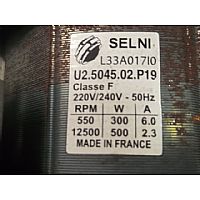 SELNI
L33A017I0
U2.5045.02.P19
Classe F
220V/240V - 50Hz
RPM W A
550 300 6.0
12500 500 2.3
MADE IN FRANCE